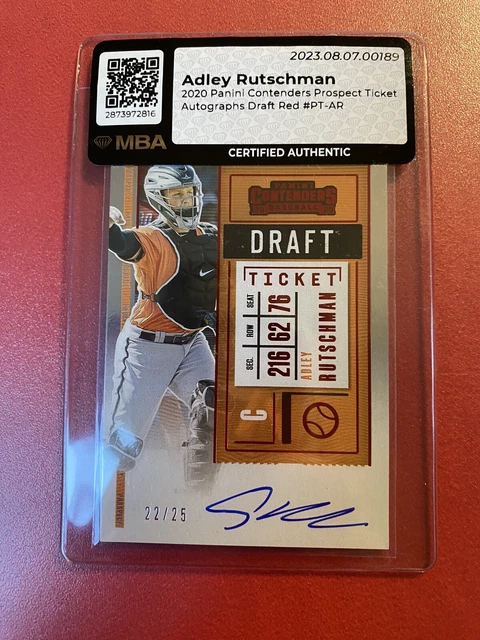 2023.08.07.00189
Adley Rutschman
2020 Panini Contenders Prospect Ticket
Autographs Draft Red #PT-AR
2873972816
MBA
CERTIFIED AUTHENTIC
PANINI
CONTENDERS
BASEBALL
DRAFT
TICKET
SEC. 216
ROW 62
SEAT 76
ADLEY
RUTSCHMAN
C
22/25